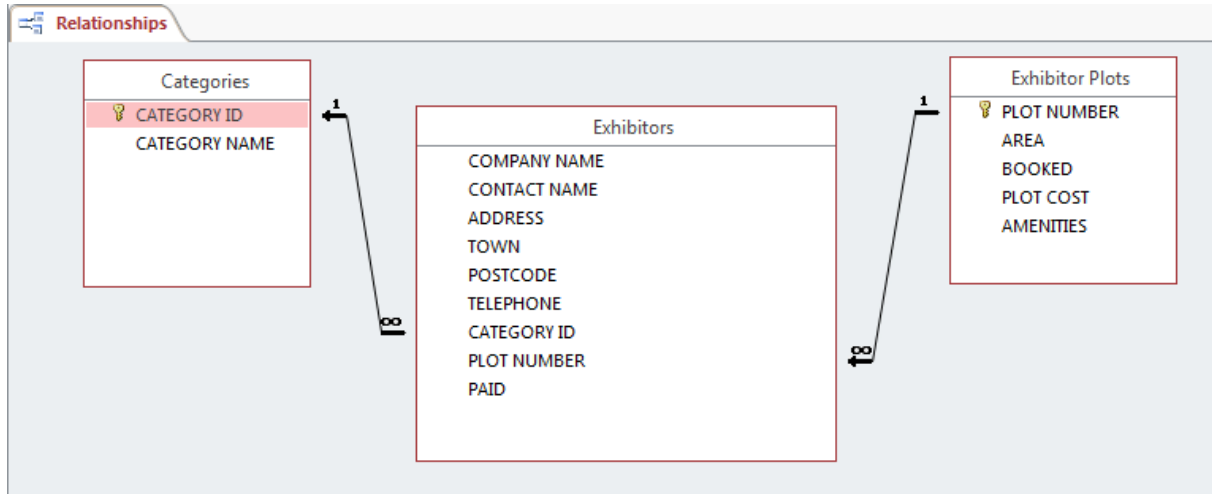 Relationships
Categories
CATEGORY ID
CATEGORY NAME
1
∞
Exhibitors
COMPANY NAME
CONTACT NAME
ADDRESS
TOWN
POSTCODE
TELEPHONE
CATEGORY ID
PLOT NUMBER
PAID
1
∞
Exhibitor Plots
PLOT NUMBER
AREA
BOOKED
PLOT COST
AMENITIES